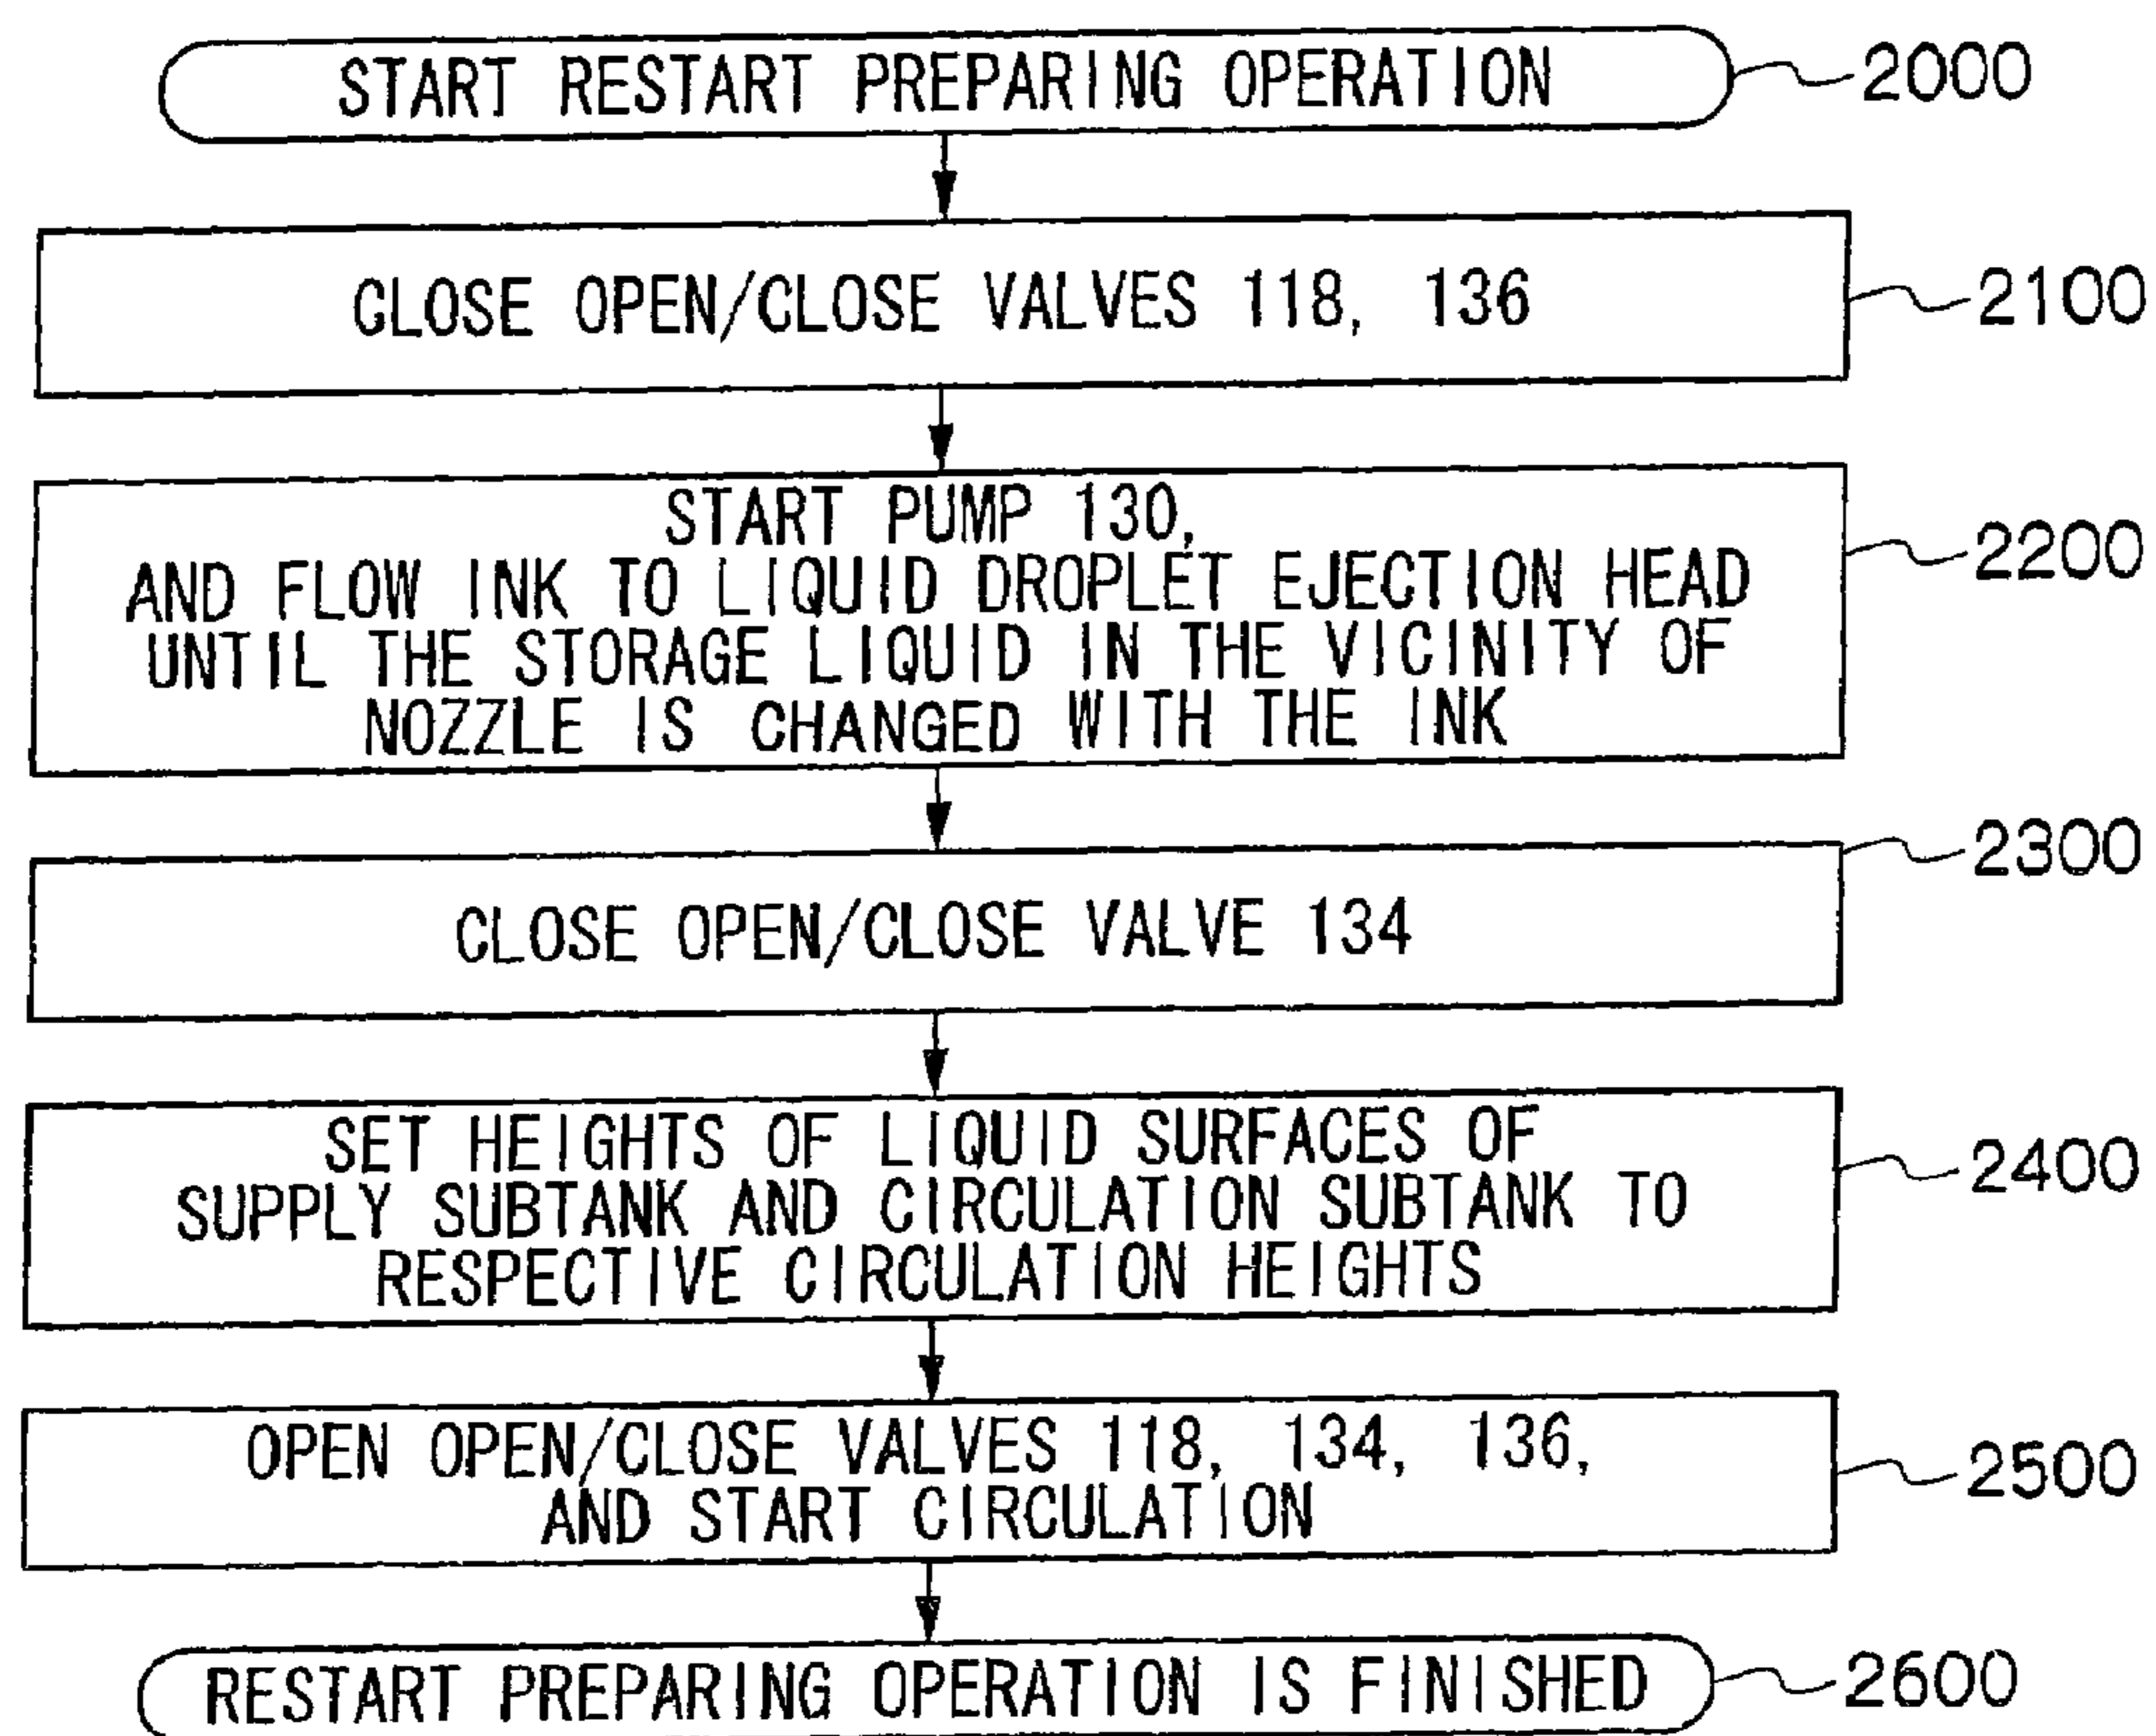 START RESTART PREPARING OPERATION
2000
CLOSE OPEN/CLOSE VALVES 118, 136
2100
START PUMP 130,
AND FLOW INK TO LIQUID DROPLET EJECTION HEAD
UNTIL THE STORAGE LIQUID IN THE VICINITY OF
NOZZLE IS CHANGED WITH THE INK
2200
CLOSE OPEN/CLOSE VALVE 134
2300
SET HEIGHTS OF LIQUID SURFACES OF
SUPPLY SUBTANK AND CIRCULATION SUBTANK TO
RESPECTIVE CIRCULATION HEIGHTS
2400
OPEN OPEN/CLOSE VALVES 118, 134, 136,
AND START CIRCULATION
2500
RESTART PREPARING OPERATION IS FINISHED
2600